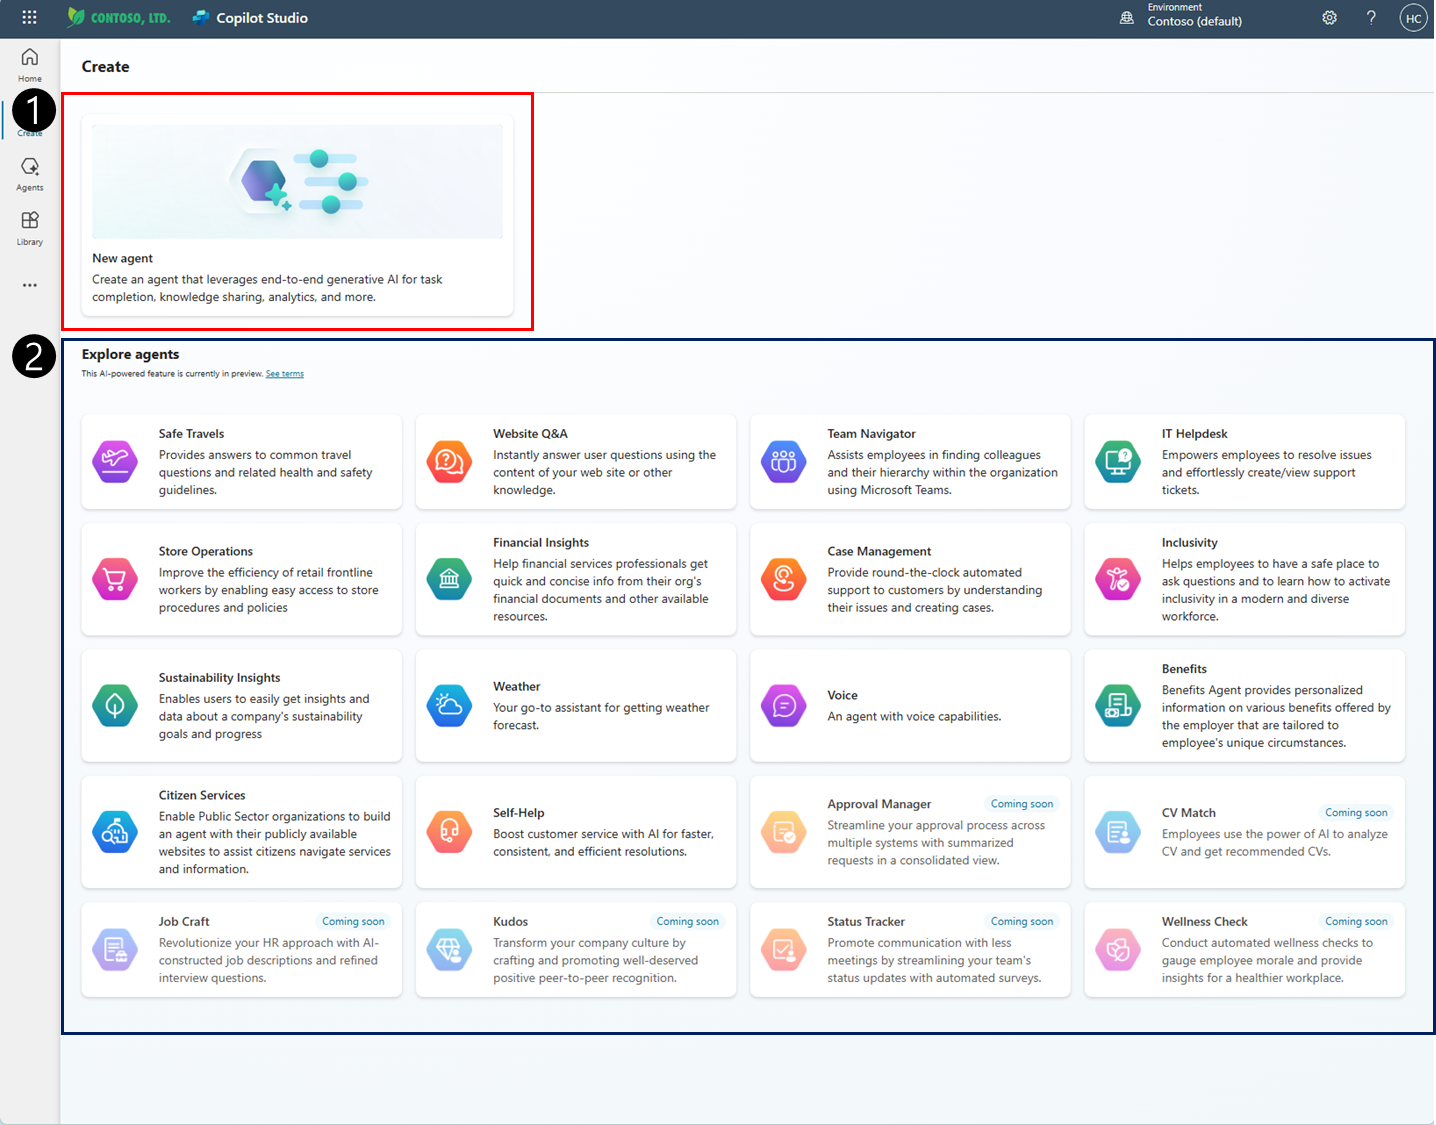 CONTOSO, LTD.
Copilot Studio
Environment
Contoso (default)
?
HC
Home
1
Create
Agents
Library
...
Create
New agent
Create an agent that leverages end-to-end generative AI for task
completion, knowledge sharing, analytics, and more.
2
Explore agents
This AI-powered feature is currently in preview. See terms
Safe Travels
Provides answers to common travel
questions and related health and safety
guidelines.
Website Q&A
Instantly answer user questions using the
content of your web site or other
knowledge.
Team Navigator
Assists employees in finding colleagues
and their hierarchy within the organization
using Microsoft Teams.
IT Helpdesk
Empowers employees to resolve issues
and effortlessly create/view support
tickets.
Store Operations
Improve the efficiency of retail frontline
workers by enabling easy access to store
procedures and policies
Financial Insights
Help financial services professionals get
quick and concise info from their org's
financial documents and other available
resources.
Case Management
Provide round-the-clock automated
support to customers by understanding
their issues and creating cases.
Inclusivity
Helps employees to have a safe place to
ask questions and to learn how to activate
inclusivity in a modern and diverse
workforce.
Sustainability Insights
Enables users to easily get insights and
data about a company's sustainability
goals and progress
Weather
Your go-to assistant for getting weather
forecast.
Voice
An agent with voice capabilities.
Benefits
Benefits Agent provides personalized
information on various benefits offered by
the employer that are tailored to
employee's unique circumstances.
Citizen Services
Enable Public Sector organizations to build
an agent with their publicly available
websites to assist citizens navigate services
and information.
Self-Help
Boost customer service with AI for faster,
consistent, and efficient resolutions.
Approval Manager Coming soon
Streamline your approval process across
multiple systems with summarized
requests in a consolidated view.
CV Match Coming soon
Employees use the power of AI to analyze
CV and get recommended CVs.
Job Craft Coming soon
Revolutionize your HR approach with AI-
constructed job descriptions and refined
interview questions.
Kudos Coming soon
Transform your company culture by
crafting and promoting well-deserved
positive peer-to-peer recognition.
Status Tracker Coming soon
Promote communication with less
meetings by streamlining your team's
status updates with automated surveys.
Wellness Check Coming soon
Conduct automated wellness checks to
gauge employee morale and provide
insights for a healthier workplace.